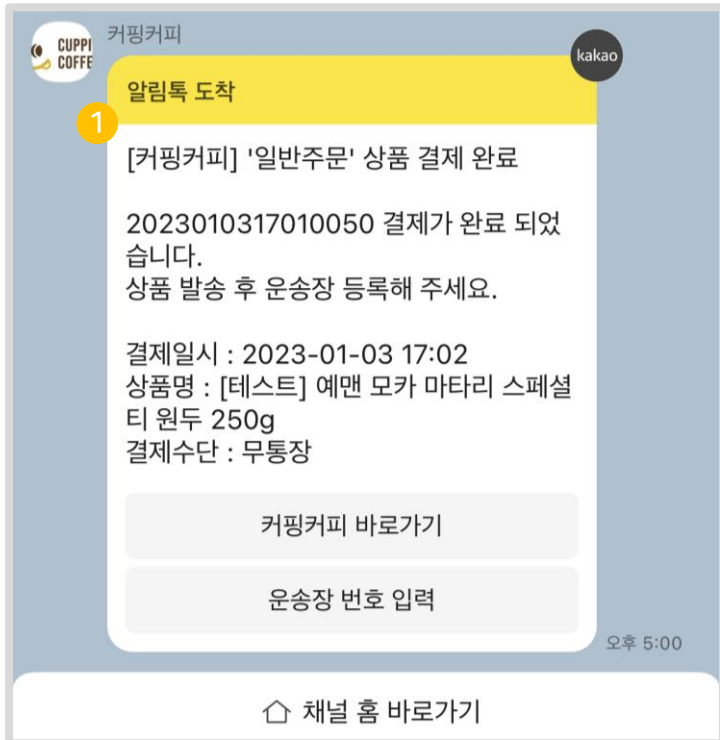 커핑커피
CUPPI
COFFE
kakao
알림톡 도착
1
[커핑커피] '일반주문' 상품 결제 완료
2023010317010050 결제가 완료 되었
습니다.
상품 발송 후 운송장 등록해 주세요.
결제일시 : 2023-01-03 17:02
상품명 : [테스트] 예맨 모카 마타리 스페셜
티 원두 250g
결제수단 : 무통장
커핑커피 바로가기
운송장 번호 입력
오후 5:00
채널 홈 바로가기